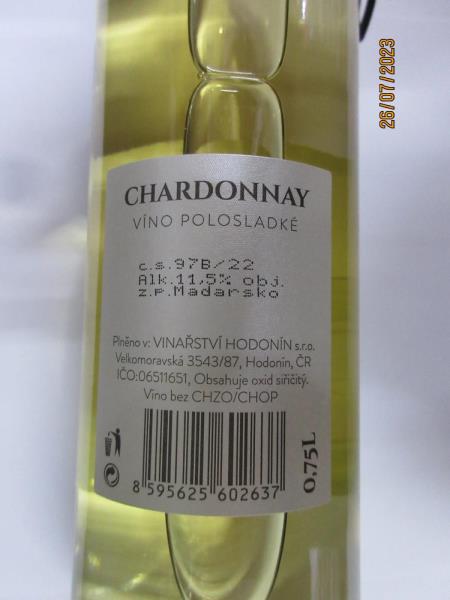 26/07/2023
CHARDONNAY
VÍNO POLOSLADKÉ
č.š.97B/22
Alk.11,5% obj.
z.p.Maďarsko
Plněno v: VINAŘSTVÍ HODONÍN s.r.o.
Velkomoravská 3543/87, Hodonín, ČR
IČO:06511651, Obsahuje oxid siřičitý.
Víno bez CHZO/CHOP
8 595625 602637
0,75L